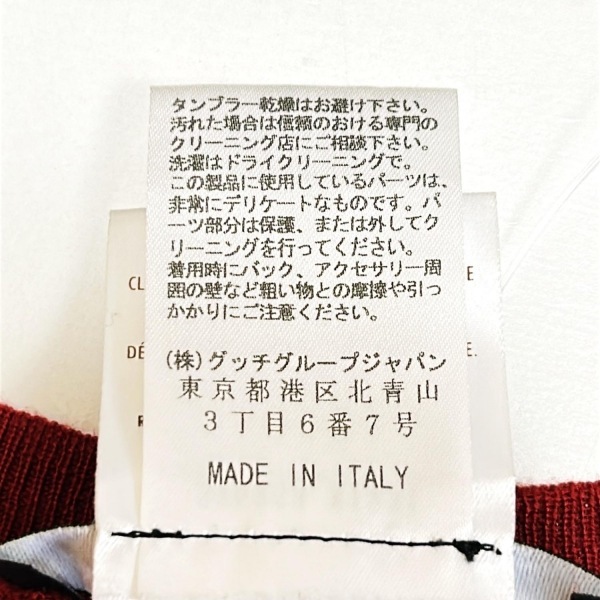 タンブラー乾燥はお避け下さい。
汚れた場合は信頼のおける専門の
クリーニング店にご相談下さい。
洗濯はドライクリーニングで。
この製品に使用しているパーツは、
非常にデリケートなものです。パ
ーツ部分は保護、または外してク
リーニングを行ってください。
着用時にバック、アクセサリー周
囲の壁など粗い物との摩擦や引っ
かかりにご注意ください。
CL
E
DÉ
E.
(株)グッチグループジャパン
東京都港区北青山
3丁目6番7号
R
MADE IN ITALY